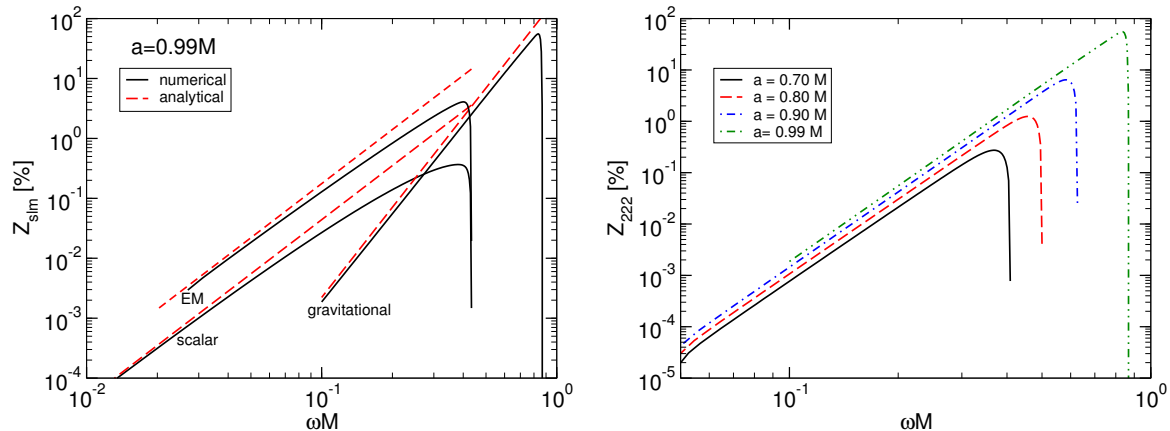 a=0.99M
numerical
analytical
EM
scalar
gravitational
Z_slm [%]
10^2
10^1
10^0
10^-1
10^-2
10^-3
10^-4
10^-2
10^-1
10^0
ωM
a = 0.70 M
a = 0.80 M
a = 0.90 M
a= 0.99 M
Z_222 [%]
10^2
10^1
10^0
10^-1
10^-2
10^-3
10^-4
10^-5
10^-1
10^0
ωM